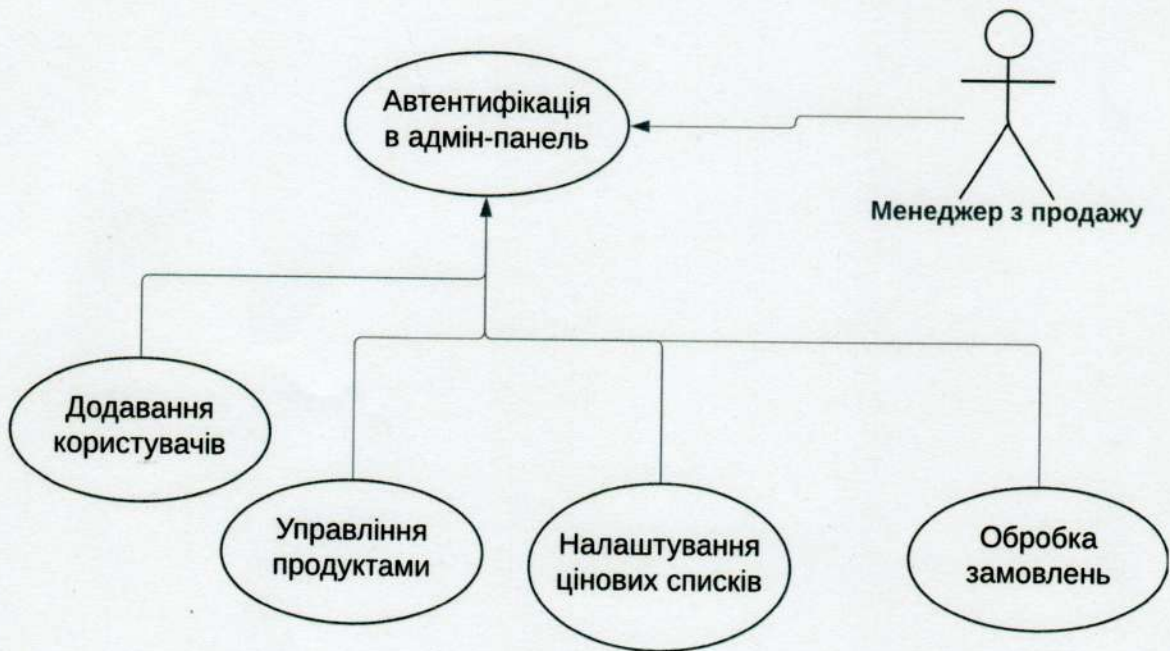 Автентифікація
в адмін-панель
Менеджер з продажу
Додавання
користувачів
Управління
продуктами
Налаштування
цінових списків
Обробка
замовлень